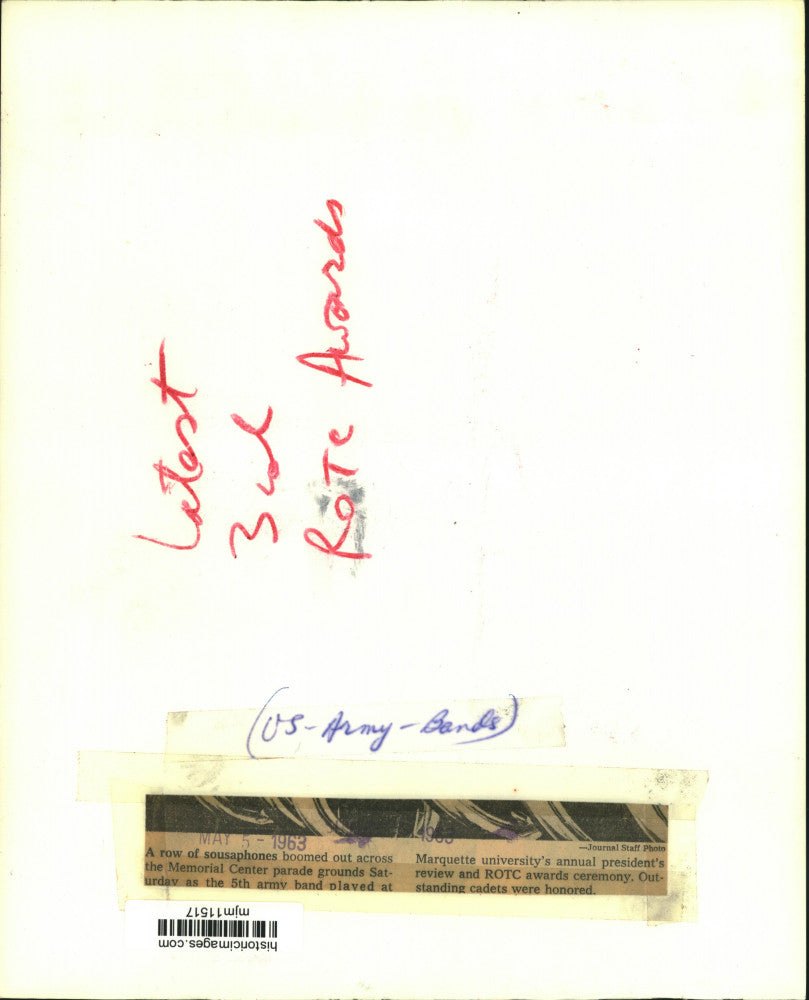 Latest
3 col
ROTC Awards
(US-Army-Bands)
MAY 5 - 1963
1963
—Journal Staff Photo
A row of sousaphones boomed out across
the Memorial Center parade grounds Sat-
urday as the 5th army band played at
Marquette university's annual president's
review and ROTC awards ceremony. Out-
standing cadets were honored.
mjm11517
historicimages.com